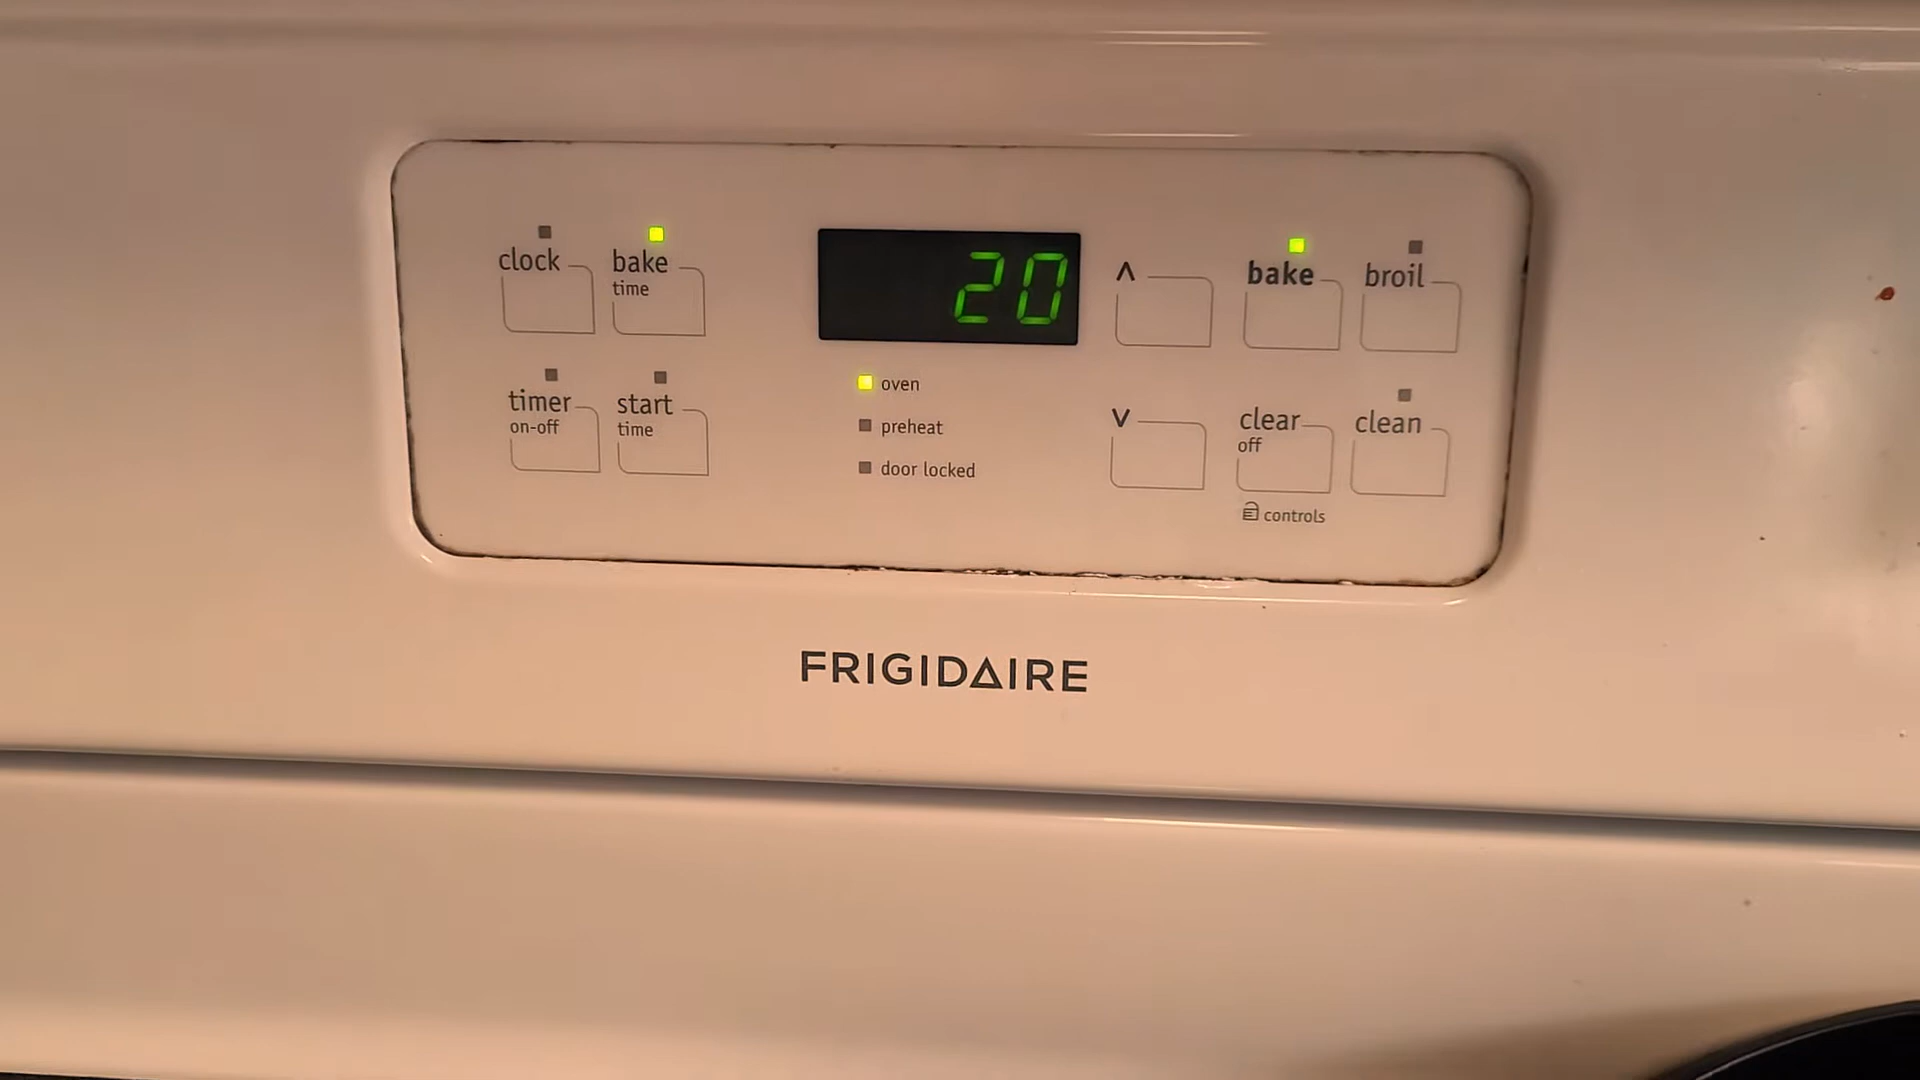 clock
bake
time
20
^
bake
broil
timer
on-off
start
time
oven
preheat
door locked
v
clear
off
clean
controls
FRIGIDAIRE